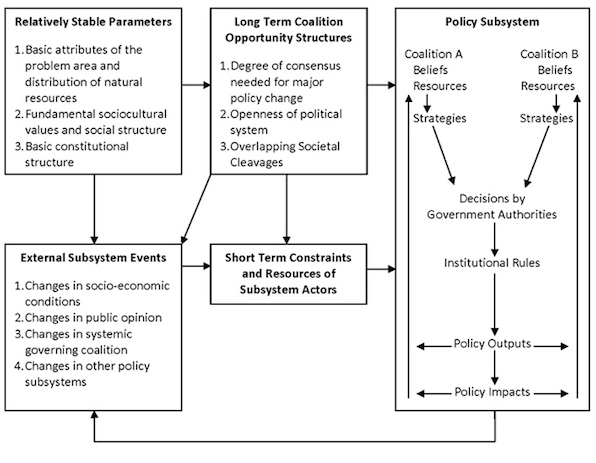 Relatively Stable Parameters
1. Basic attributes of the
problem area and
distribution of natural
resources
2. Fundamental sociocultural
values and social structure
3. Basic constitutional
structure
Long Term Coalition
Opportunity Structures
1. Degree of consensus
needed for major
policy change
2. Openness of political
system
3. Overlapping Societal
Cleavages
Policy Subsystem
Coalition A
Beliefs
Resources
Strategies
Coalition B
Beliefs
Resources
Strategies
Decisions by
Government Authorities
Institutional Rules
Policy Outputs
Policy Impacts
External Subsystem Events
1. Changes in socio-economic
conditions
2. Changes in public opinion
3. Changes in systemic
governing coalition
4. Changes in other policy
subsystems
Short Term Constraints
and Resources of
Subsystem Actors